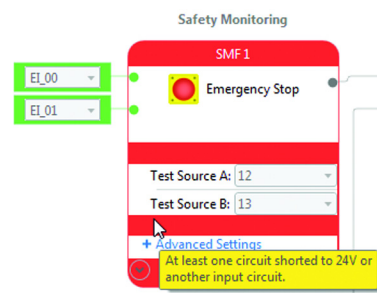 Safety Monitoring
SMF 1
EI_00
Emergency Stop
EI_01
Test Source A: 12
Test Source B: 13
+ Advanced Settings
At least one circuit shorted to 24V or
another input circuit.